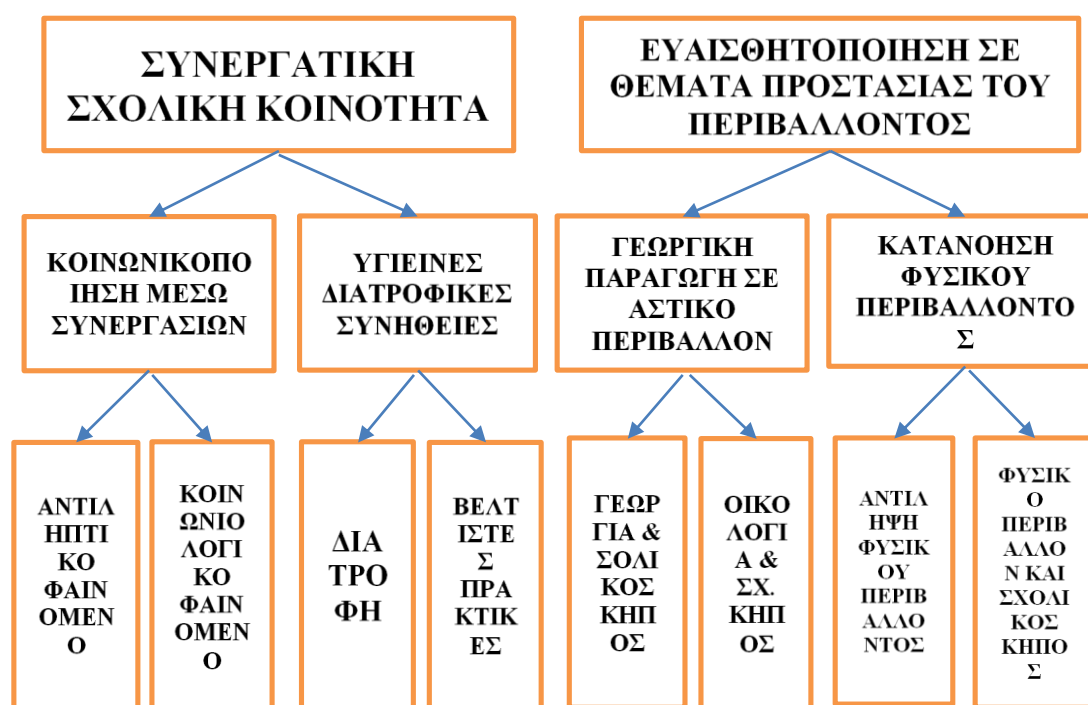 ΣΥΝΕΡΓΑΤΙΚΗ
ΣΧΟΛΙΚΗ ΚΟΙΝΟΤΗΤΑ
ΕΥΑΙΣΘΗΤΟΠΟΙΗΣΗ ΣΕ
ΘΕΜΑΤΑ ΠΡΟΣΤΑΣΙΑΣ ΤΟΥ
ΠΕΡΙΒΑΛΛΟΝΤΟΣ
ΚΟΙΝΩΝΙΚΟΠΟ
ΙΗΣΗ ΜΕΣΩ
ΣΥΝΕΡΓΑΣΙΩΝ
ΥΓΙΕΙΝΕΣ
ΔΙΑΤΡΟΦΙΚΕΣ
ΣΥΝΗΘΕΙΕΣ
ΓΕΩΡΓΙΚΗ
ΠΑΡΑΓΩΓΗ ΣΕ
ΑΣΤΙΚΟ
ΠΕΡΙΒΑΛΛΟΝ
ΚΑΤΑΝΟΗΣΗ
ΦΥΣΙΚΟΥ
ΠΕΡΙΒΑΛΛΟΝΤΟ
Σ
ΑΝΤΙΛ
ΗΠΤΙ
ΚΟ
ΦΑΙΝ
ΟΜΕΝ
Ο
ΚΟΙΝ
ΩΝΙΟ
ΛΟΓΙ
ΚΟ
ΦΑΙΝ
ΟΜΕΝ
Ο
ΔΙΑ
ΤΡΟ
ΦΗ
ΒΕΛΤ
ΙΣΤΕ
Σ
ΠΡΑ
ΚΤΙΚ
ΕΣ
ΓΕΩΡ
ΓΙΑ &
ΣΟΛΙ
ΚΟΣ
ΚΗΠ
ΟΣ
ΟΙΚΟ
ΛΟΓΙ
Α &
ΣΧ.
ΚΗΠ
ΟΣ
ΑΝΤΙΛ
ΗΨΗ
ΦΥΣΙΚ
ΟΥ
ΠΕΡΙΒ
ΑΛΛΟ
ΝΤΟΣ
ΦΥΣΙΚ
Ο
ΠΕΡΙΒ
ΑΛΛΟ
Ν ΚΑΙ
ΣΧΟΛΙ
ΚΟΣ
ΚΗΠΟ
Σ